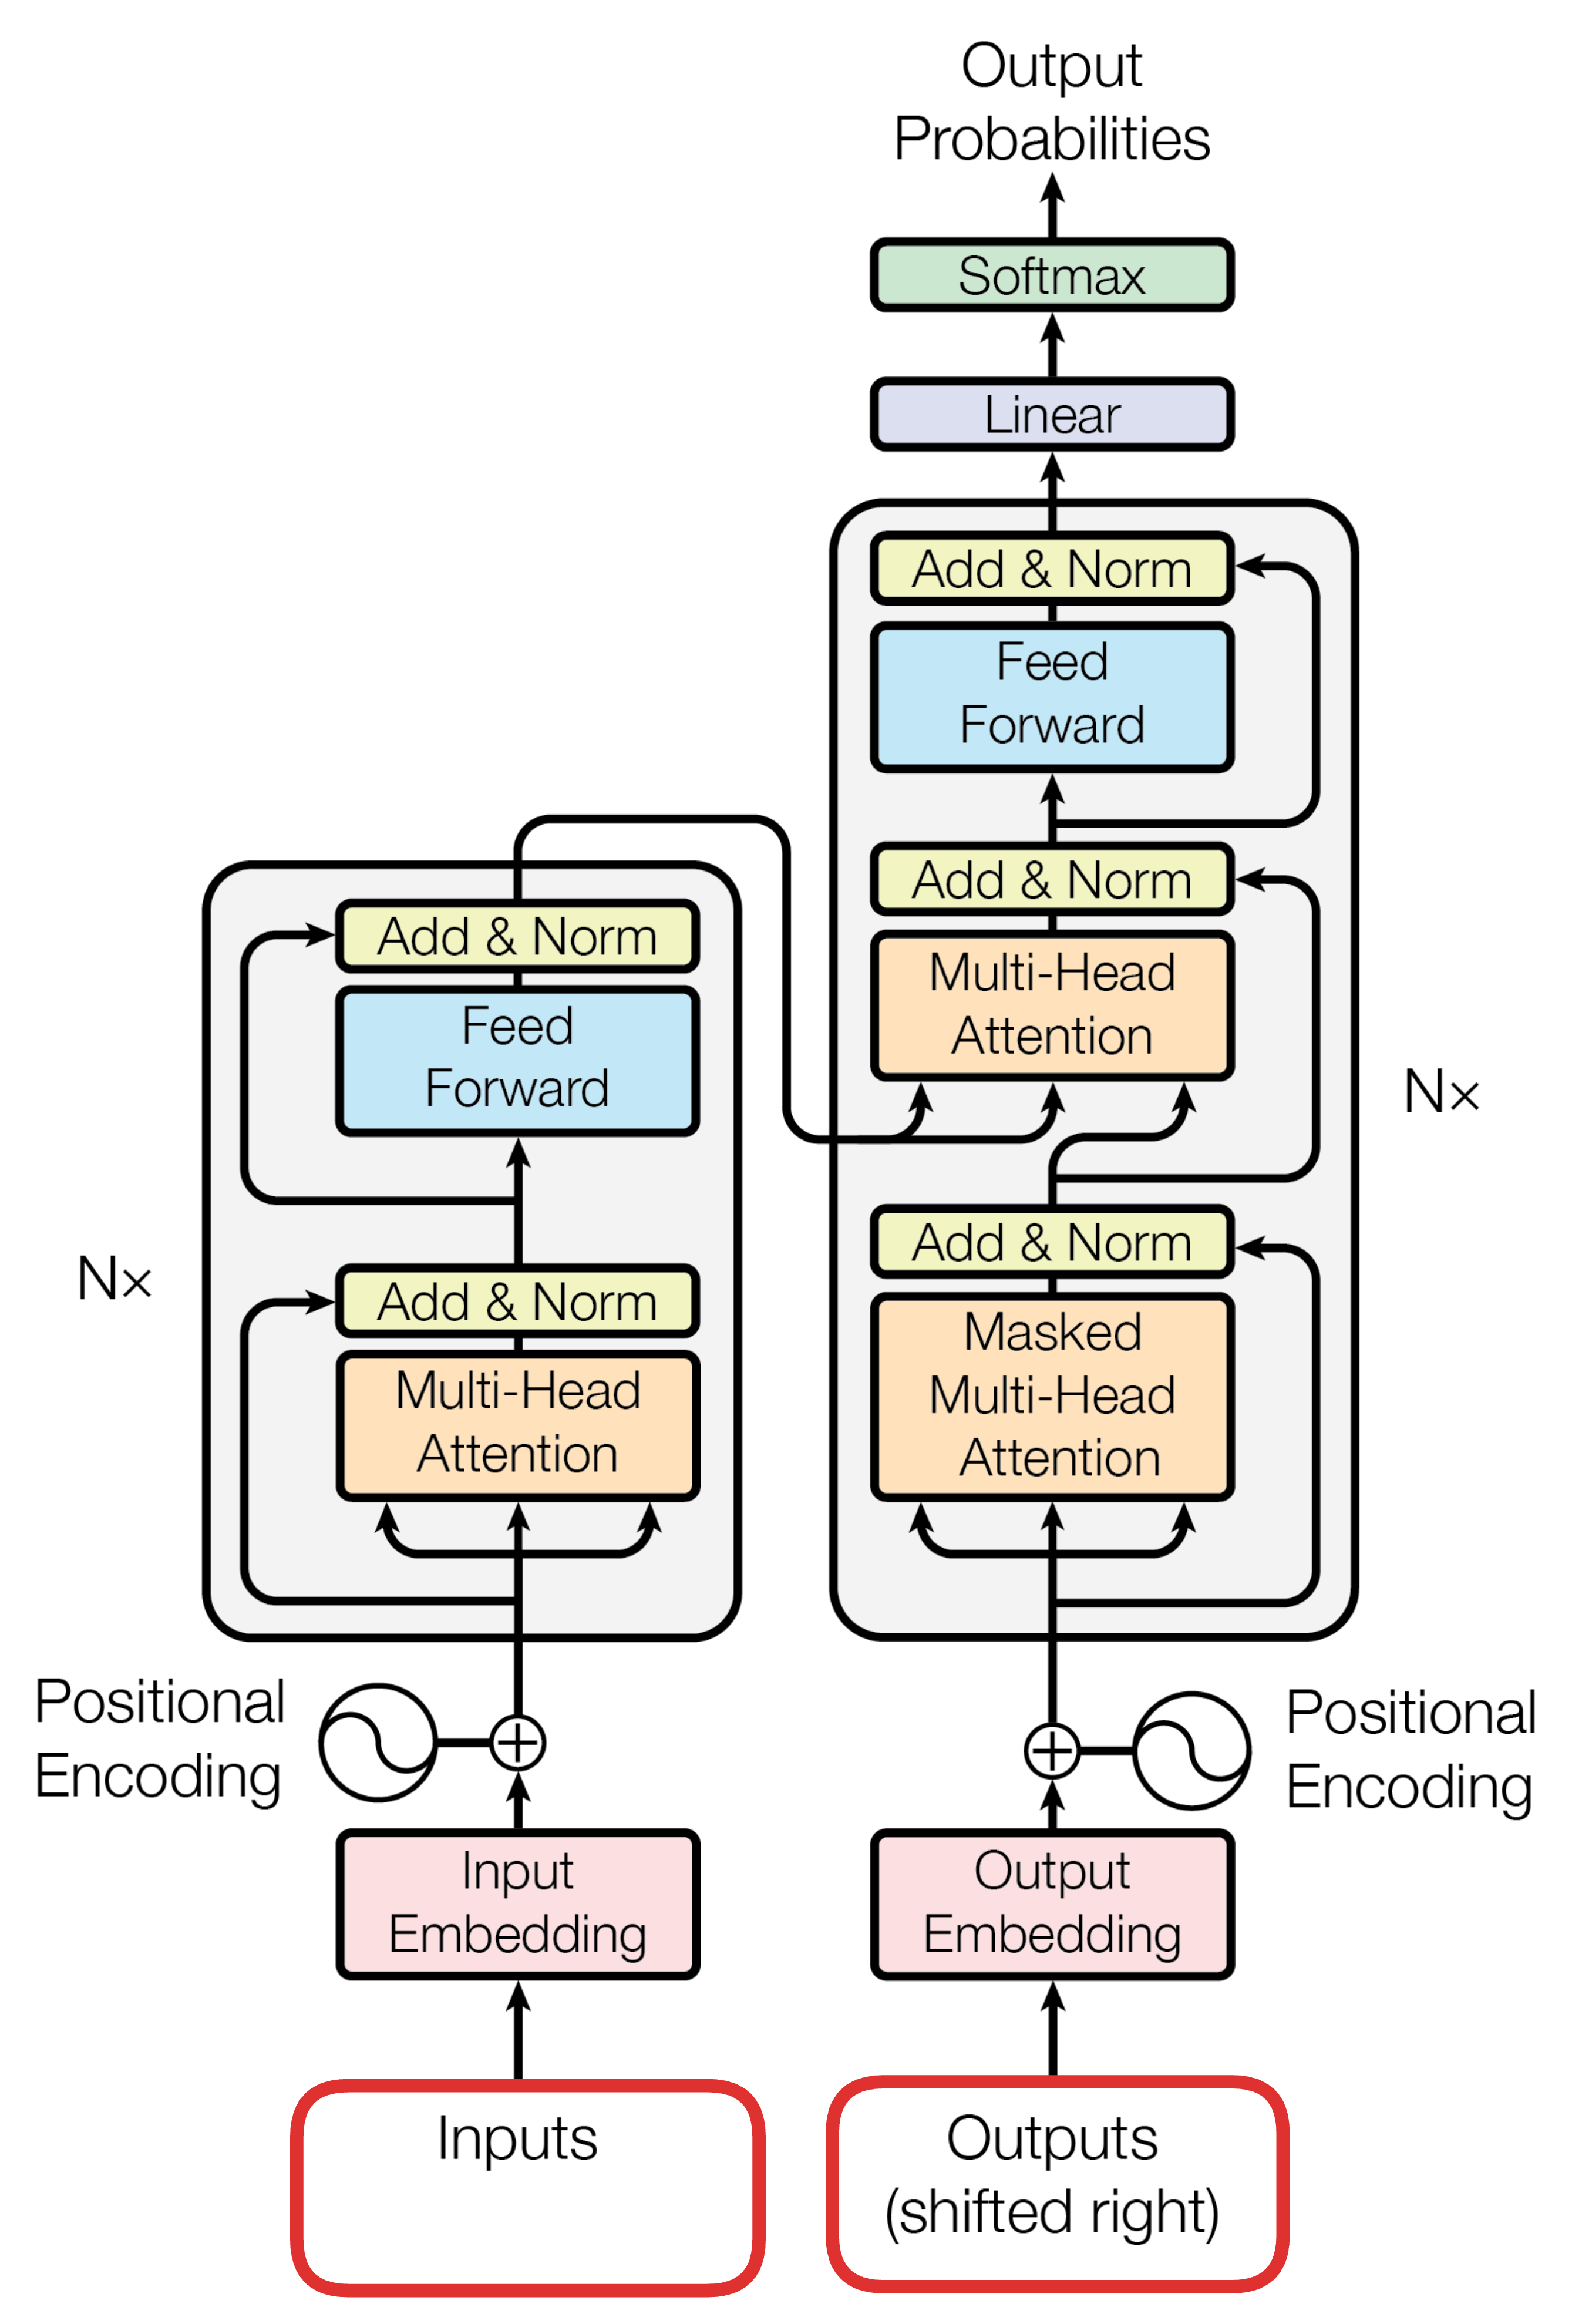 Output
Probabilities
Softmax
Linear
Add & Norm
Feed
Forward
Add & Norm
Multi-Head
Attention
Add & Norm
Masked
Multi-Head
Attention
N×
Add & Norm
Feed
Forward
Add & Norm
Multi-Head
Attention
N×
Positional
Encoding
Positional
Encoding
Input
Embedding
Output
Embedding
Inputs
Outputs
(shifted right)